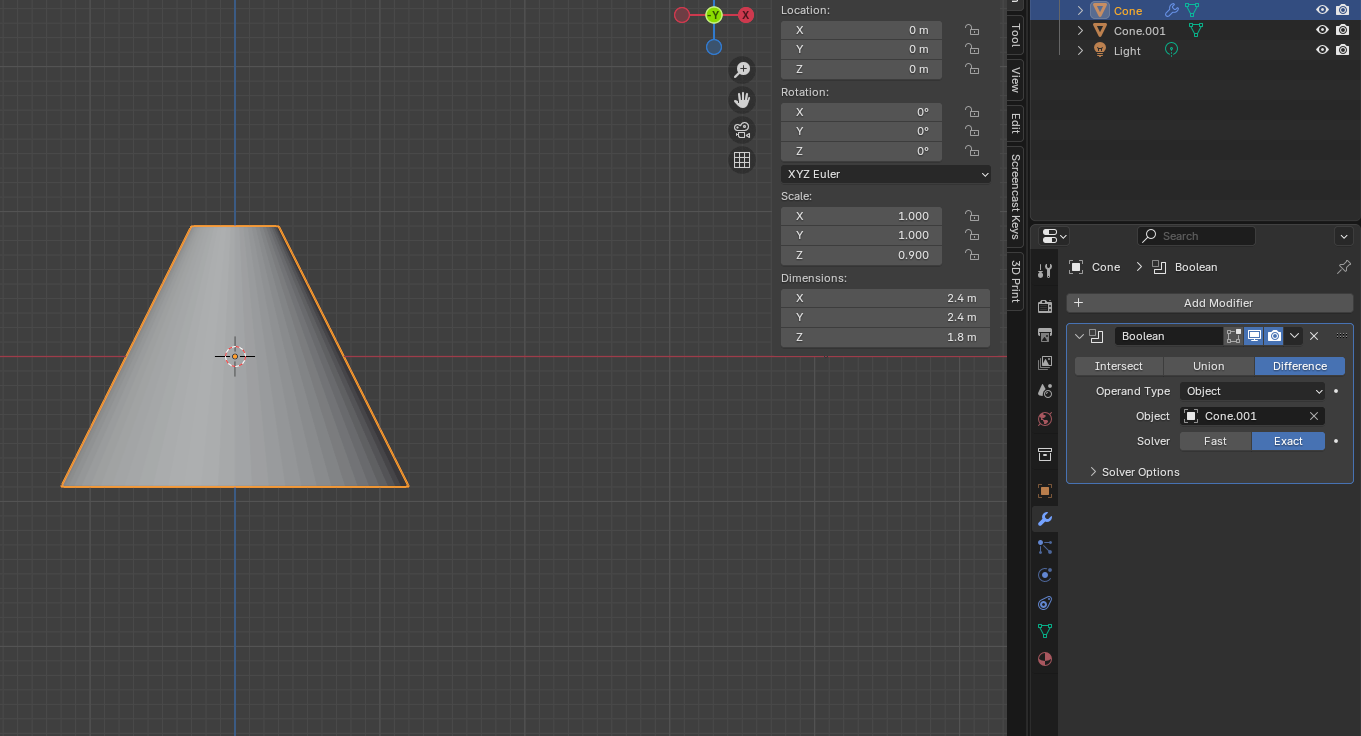 -Y
X
Location:
X 0 m
Y 0 m
Z 0 m
Rotation:
X 0°
Y 0°
Z 0°
XYZ Euler
Scale:
X 1.000
Y 1.000
Z 0.900
Dimensions:
X 2.4 m
Y 2.4 m
Z 1.8 m
Tool
View
Edit
Screencast Keys
3D Print
Cone
Cone.001
Light
Search
Cone
Boolean
Add Modifier
Boolean
Intersect Union Difference
Operand Type Object
Object Cone.001
Solver Fast Exact
Solver Options